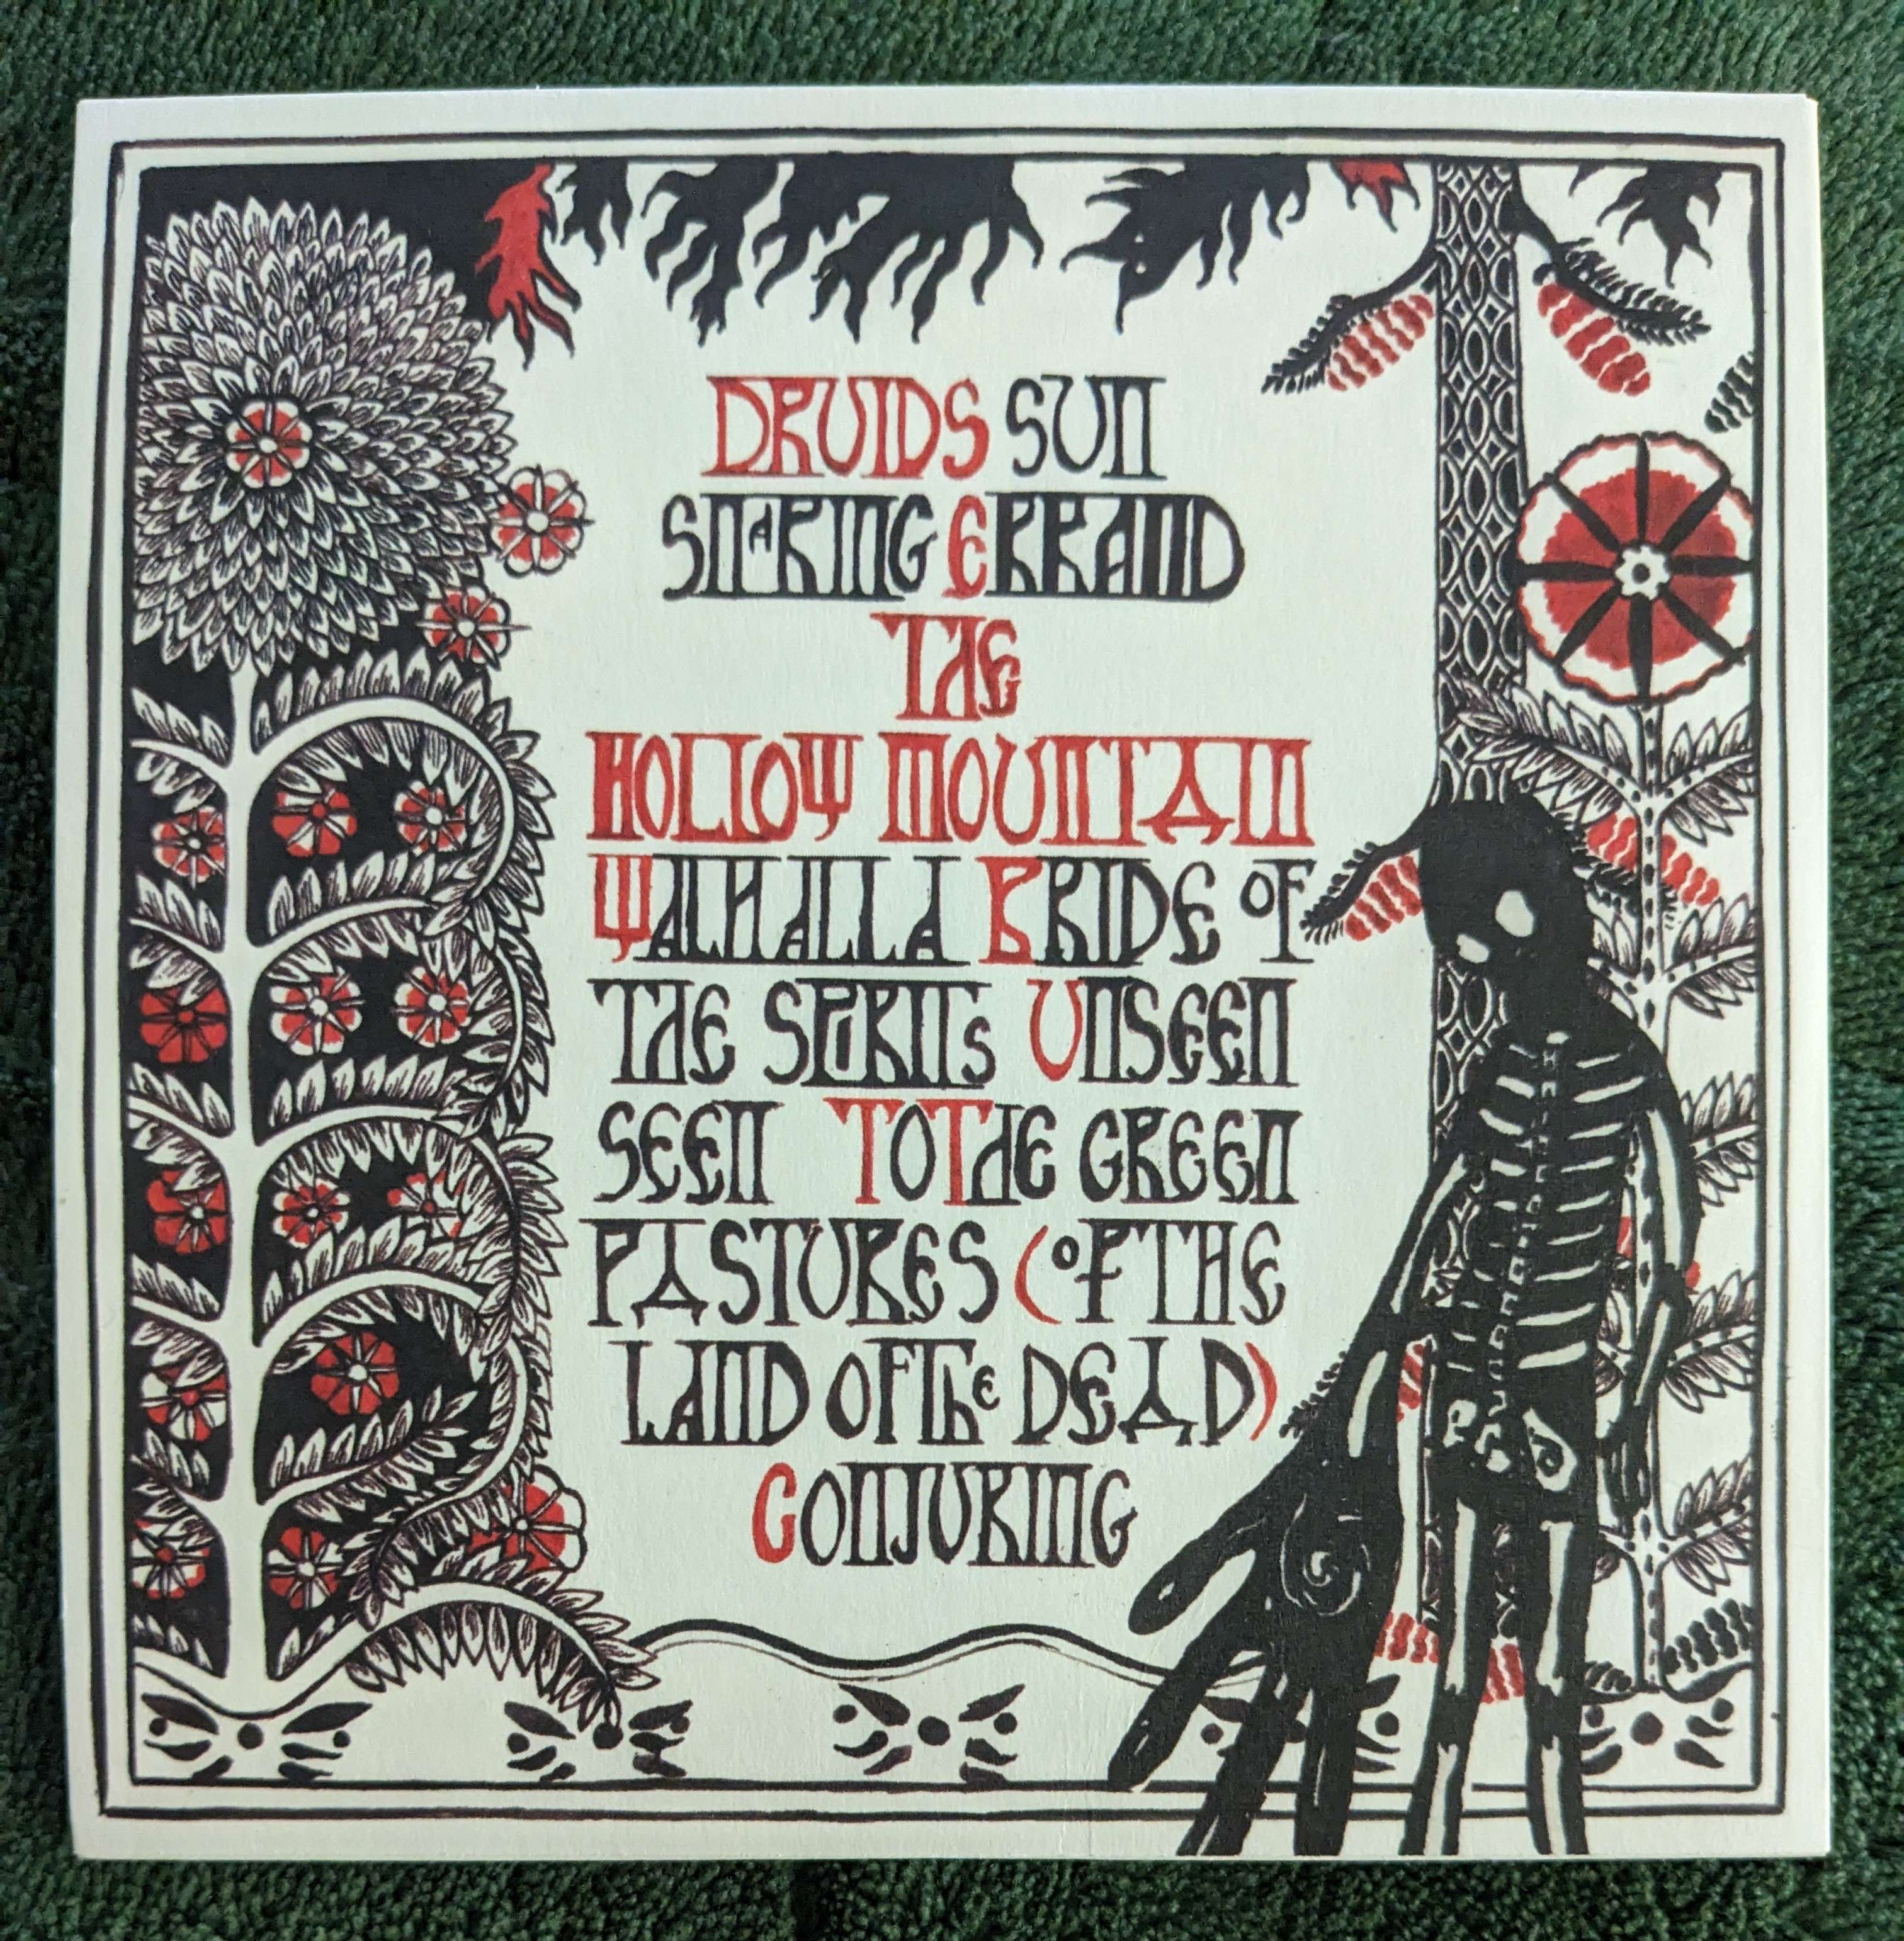 DRUIDS SUN
SNARING ERRAND
THE
HOLLOW MOUNTAIN
WALHALLA BRIDE OF
THE SPIRITS UNSEEN
SEEN TO THE GREEN
PASTURES (OF THE
LAND OF THE DEAD)
CONJURING